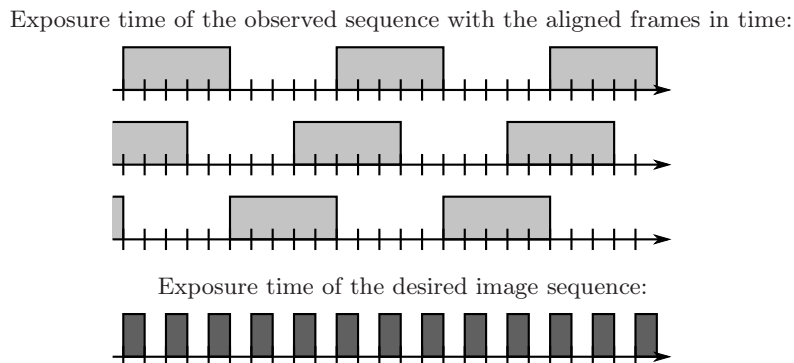 Exposure time of the observed sequence with the aligned frames in time:
Exposure time of the desired image sequence: